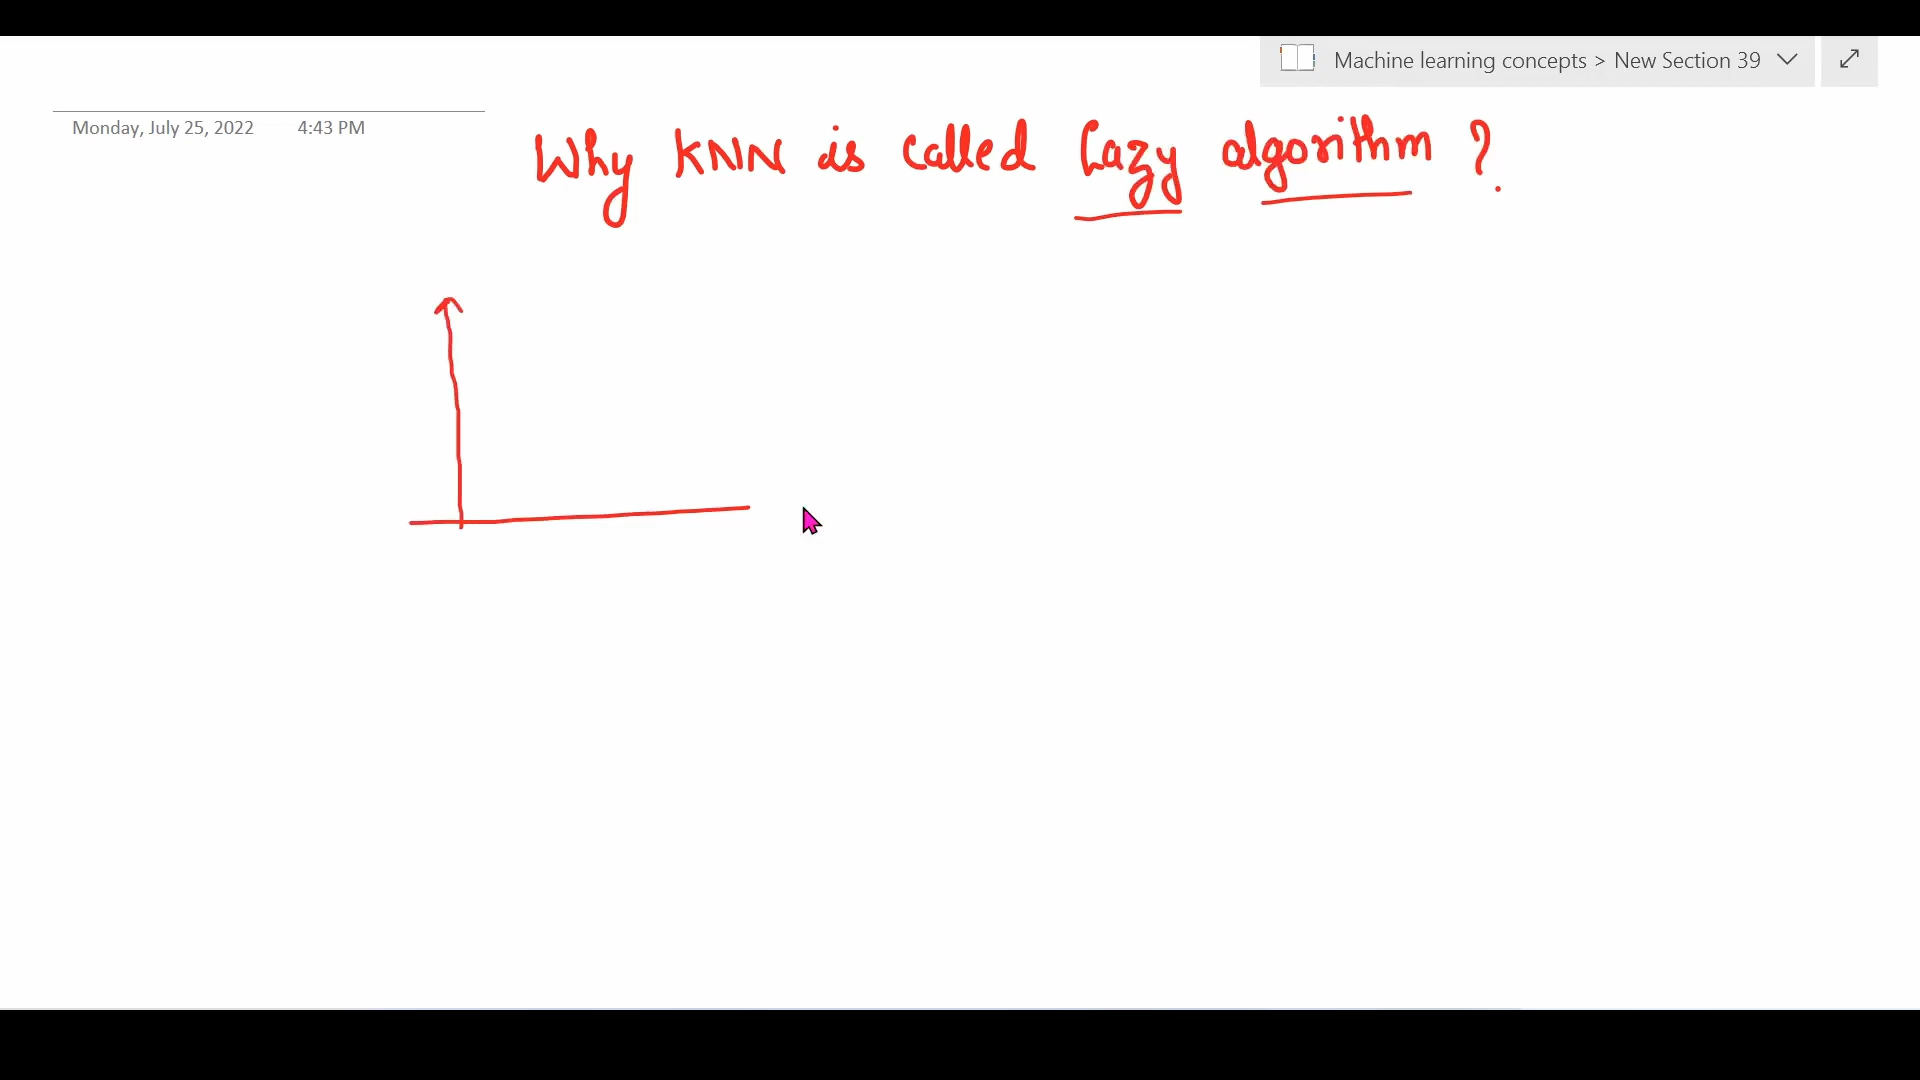 Machine learning concepts > New Section 39
Monday, July 25, 2022 4:43 PM
Why KNN is called Lazy algorithm ?